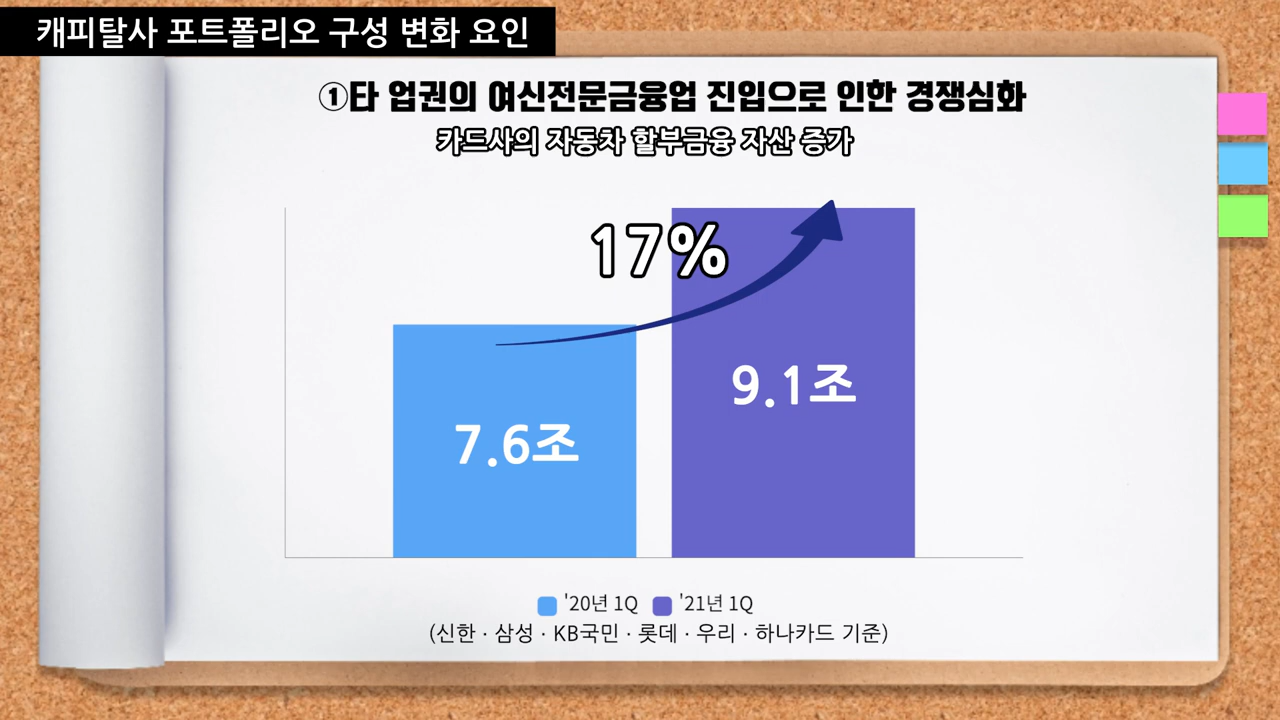 캐피탈사 포트폴리오 구성 변화 요인
①타 업권의 여신전문금융업 진입으로 인한 경쟁심화
카드사의 자동차 할부금융 자산 증가
17%
7.6조
9.1조
'20년 1Q '21년 1Q
(신한 · 삼성 · KB국민 · 롯데 · 우리 · 하나카드 기준)